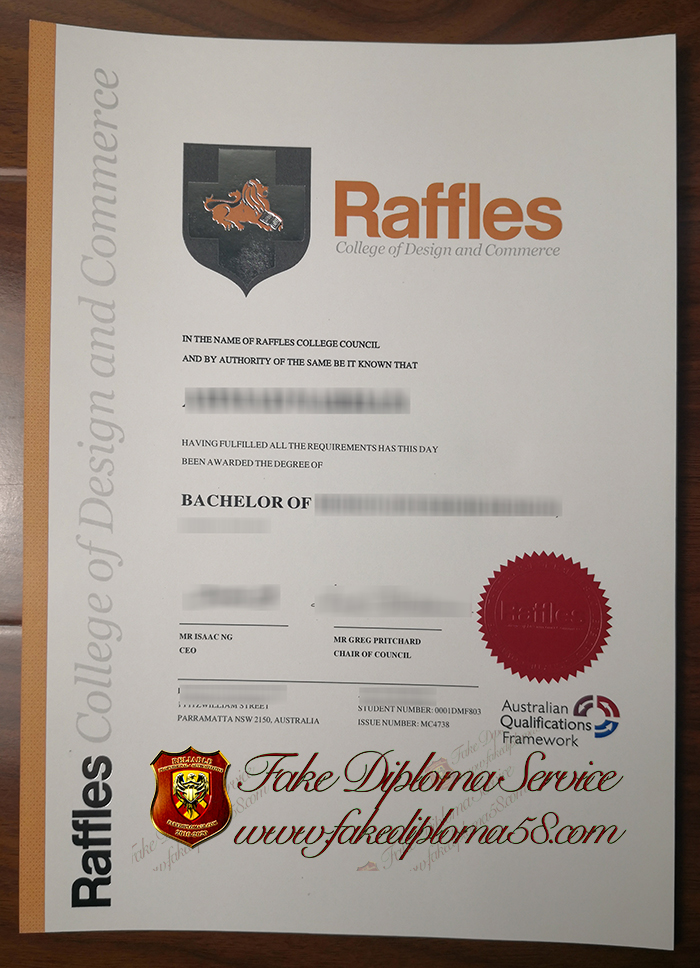 Raffles College of Design and Commerce
Raffles
College of Design and Commerce
IN THE NAME OF RAFFLES COLLEGE COUNCIL
AND BY AUTHORITY OF THE SAME BE IT KNOWN THAT
HAVING FULFILLED ALL THE REQUIREMENTS HAS THIS DAY
BEEN AWARDED THE DEGREE OF
BACHELOR OF
Raffles
MR ISAAC NG
CEO
MR GREG PRITCHARD
CHAIR OF COUNCIL
FITZWILLIAM STREET
PARRAMATTA NSW 2150, AUSTRALIA
STUDENT NUMBER: 0001DMF803
ISSUE NUMBER: MC4738
Australian
Qualifications
Framework
RELIABLE
Fake Diploma Service
www.fakediploma58.com